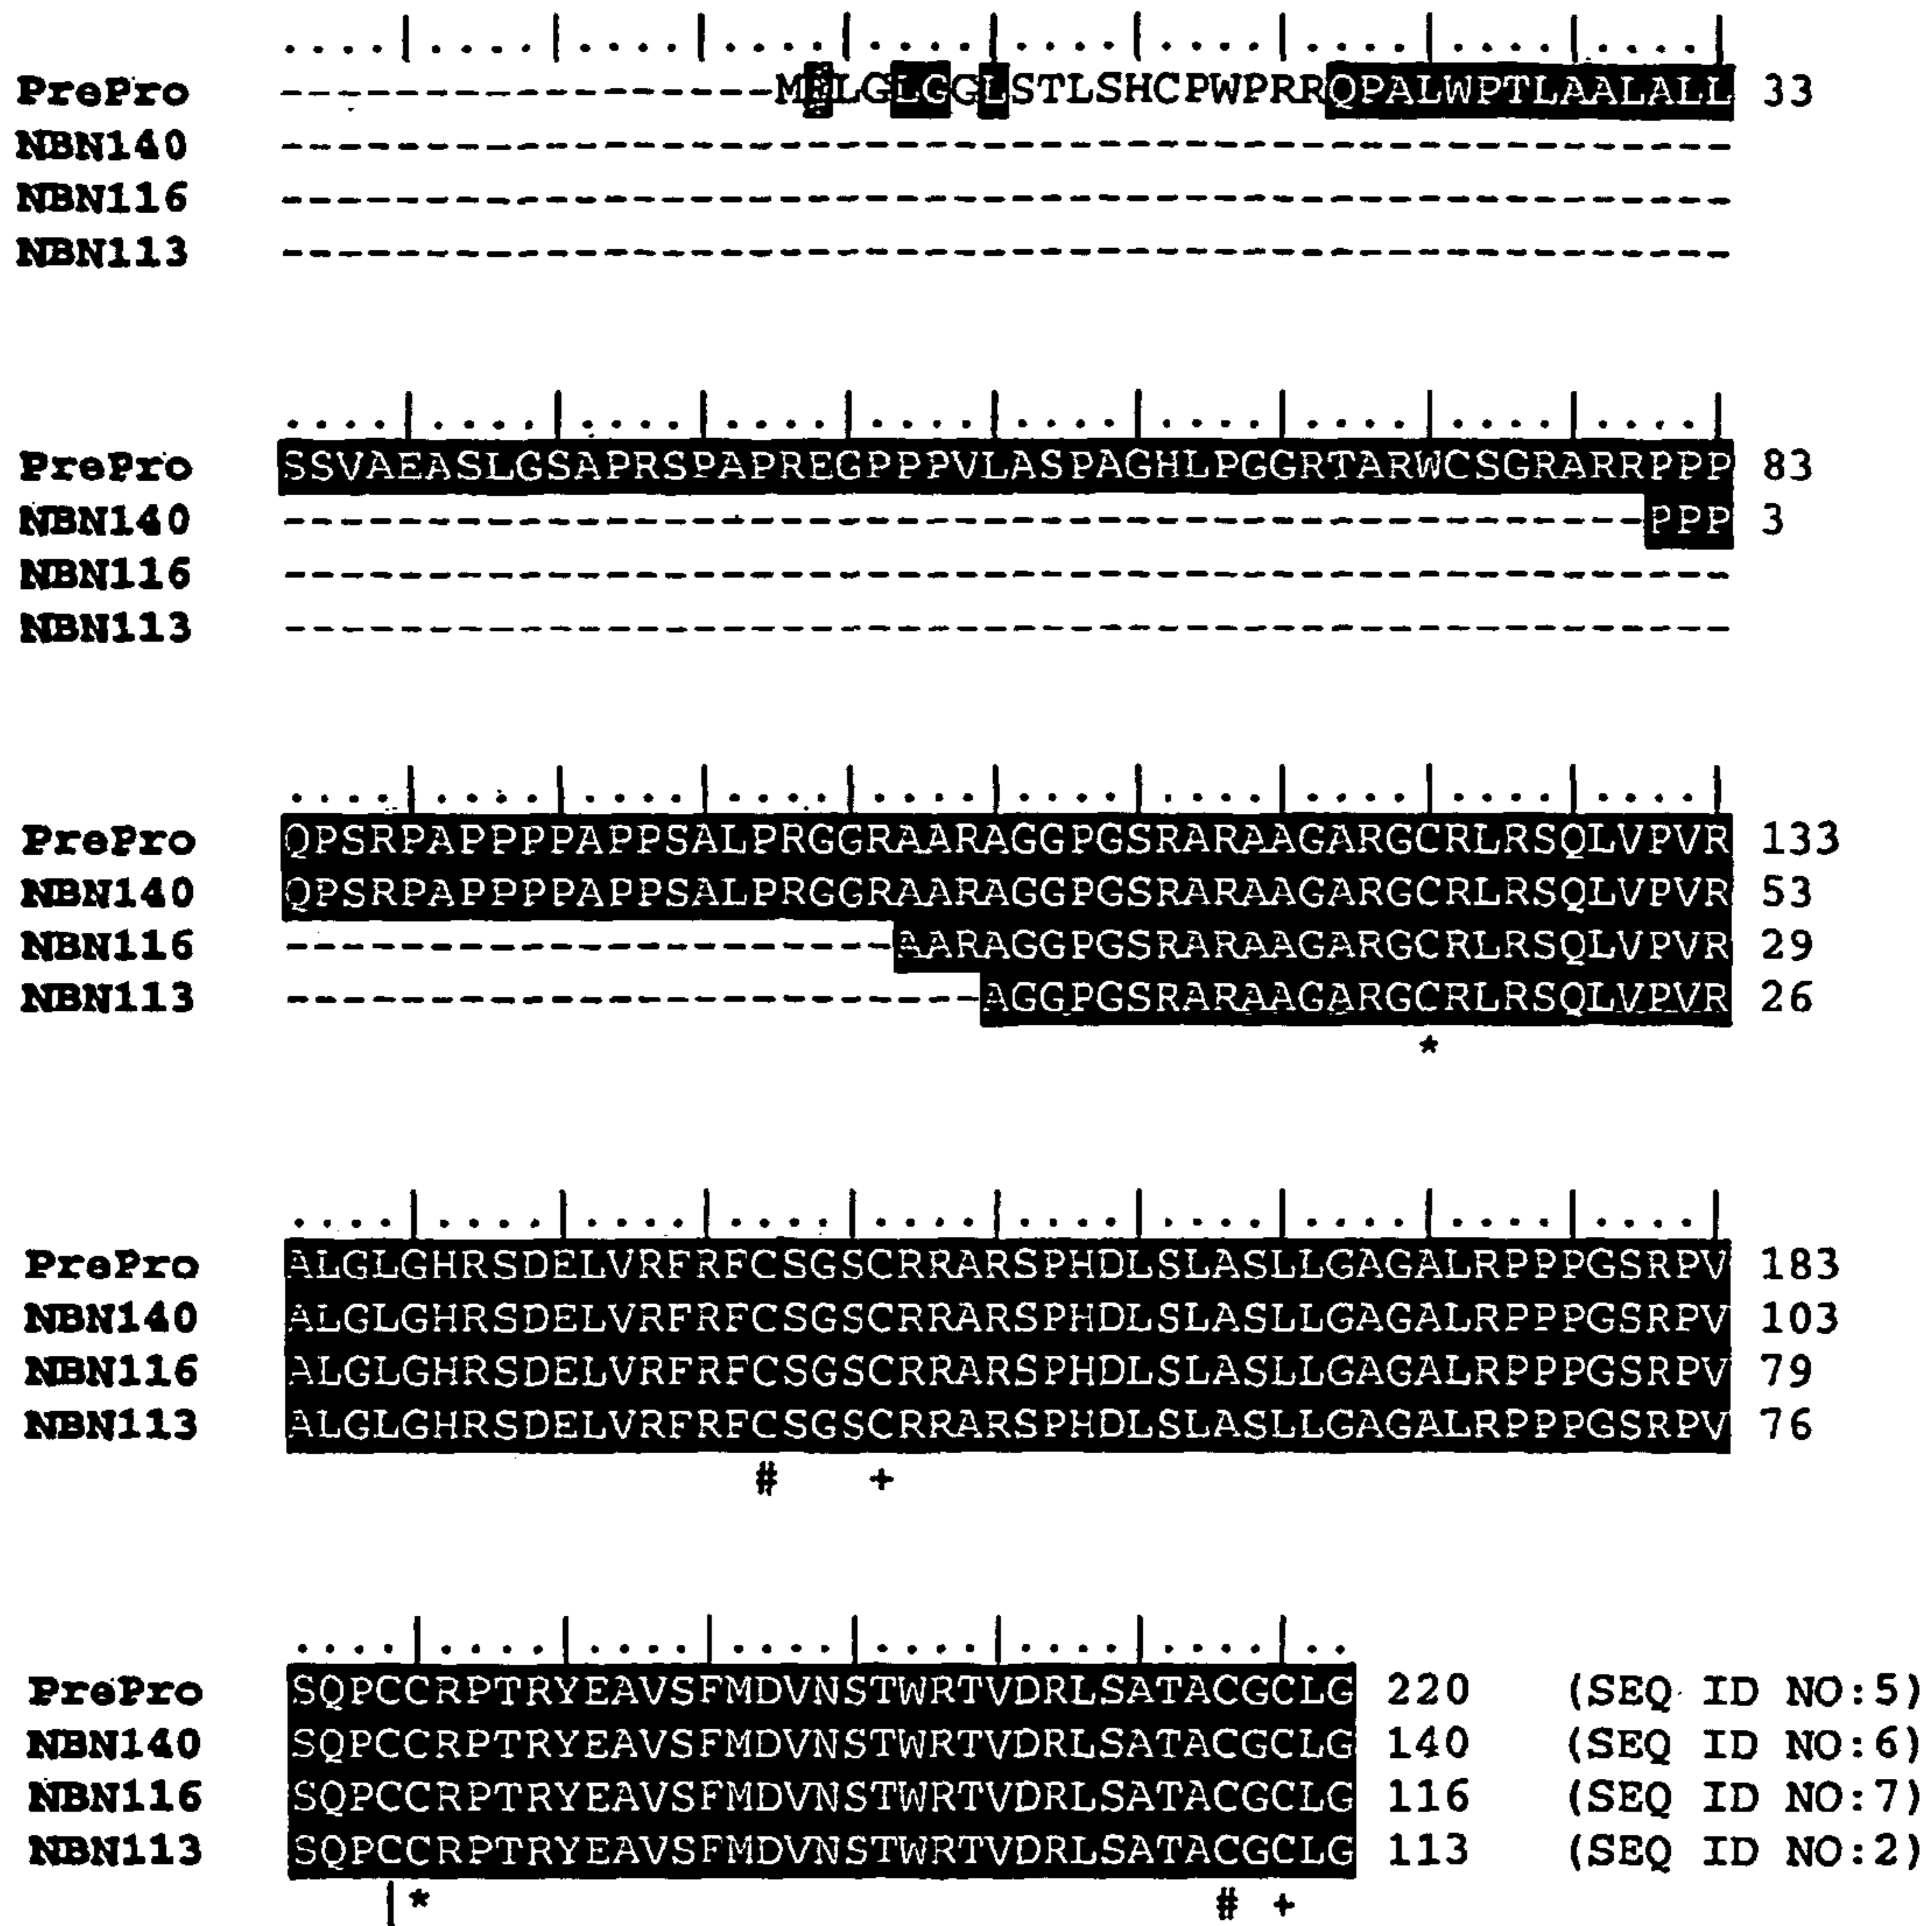 ....|....|....|....|....|....|....|....|....|....|
PrePro -----------------MELGLGGLSTLSHCPWPRRQPALWPTLAALALL 33
NBN140 --------------------------------------------------
NBN116 --------------------------------------------------
NBN113 --------------------------------------------------
....|....|....|....|....|....|....|....|....|....|
PrePro SSVAEASLGSAPRSPAPREGPPPVLASPAGHLPGGRTARWCSGRARRPPP 83
NBN140 -----------------------------------------------PPP 3
NBN116 --------------------------------------------------
NBN113 --------------------------------------------------
....|....|....|....|....|....|....|....|....|....|
PrePro QPSRPAPPPPAPPSALPRGGRAARAGGPGSRARAAGARGCRLRSQLVPVR 133
NBN140 QPSRPAPPPPAPPSALPRGGRAARAGGPGSRARAAGARGCRLRSQLVPVR 53
NBN116 ---------------------AARAGGPGSRARAAGARGCRLRSQLVPVR 29
NBN113 ------------------------AGGPGSRARAAGARGCRLRSQLVPVR 26
*
....|....|....|....|....|....|....|....|....|....|
PrePro ALGLGHRSDELVRFRFCSGSCRRARSPHDLSLASLLGAGALRPPPGSRPV 183
NBN140 ALGLGHRSDELVRFRFCSGSCRRARSPHDLSLASLLGAGALRPPPGSRPV 103
NBN116 ALGLGHRSDELVRFRFCSGSCRRARSPHDLSLASLLGAGALRPPPGSRPV 79
NBN113 ALGLGHRSDELVRFRFCSGSCRRARSPHDLSLASLLGAGALRPPPGSRPV 76
# +
....|....|....|....|....|....|....|..
PrePro SQPCCRPTRYEAVSFMDVNSTWRTVDRLSATACGCLG 220 (SEQ ID NO:5)
NBN140 SQPCCRPTRYEAVSFMDVNSTWRTVDRLSATACGCLG 140 (SEQ ID NO:6)
NBN116 SQPCCRPTRYEAVSFMDVNSTWRTVDRLSATACGCLG 116 (SEQ ID NO:7)
NBN113 SQPCCRPTRYEAVSFMDVNSTWRTVDRLSATACGCLG 113 (SEQ ID NO:2)
|* # +